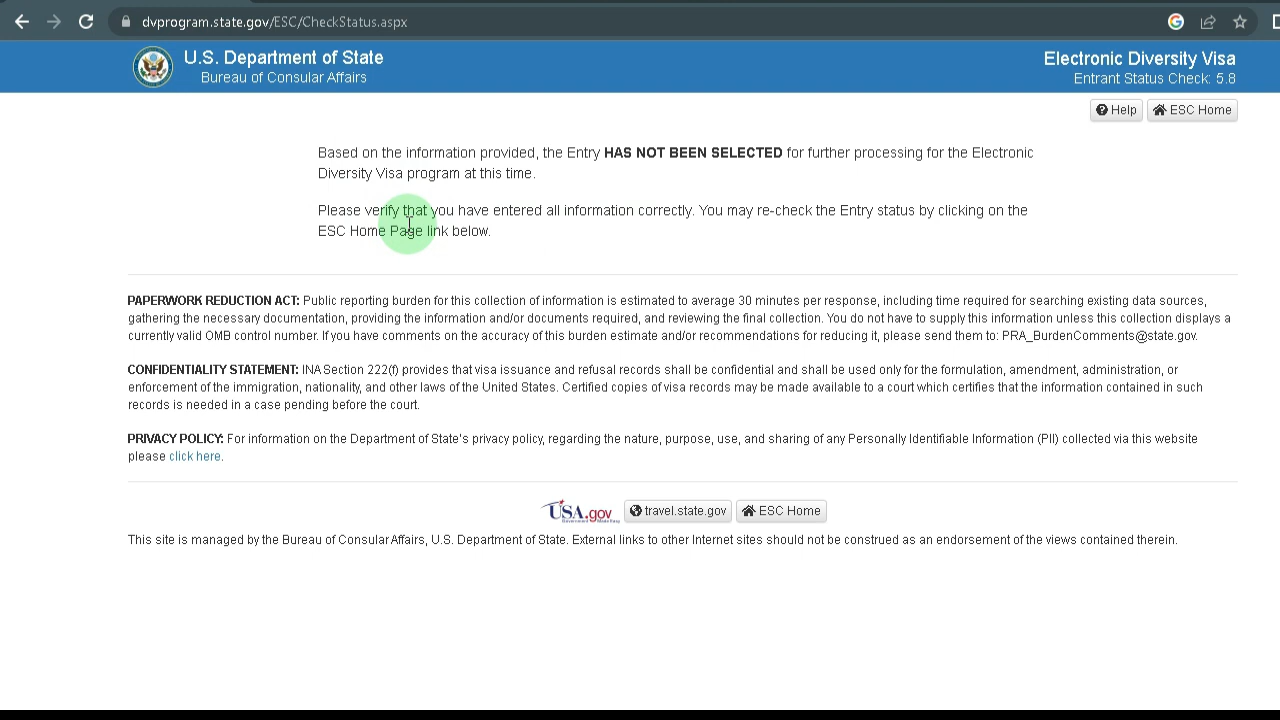 dvprogram.state.gov/ESC/CheckStatus.aspx
U.S. Department of State
Bureau of Consular Affairs
Electronic Diversity Visa
Entrant Status Check: 5.8
Help
ESC Home
Based on the information provided, the Entry HAS NOT BEEN SELECTED for further processing for the Electronic
Diversity Visa program at this time.
Please verify that you have entered all information correctly. You may re-check the Entry status by clicking on the
ESC Home Page link below.
PAPERWORK REDUCTION ACT: Public reporting burden for this collection of information is estimated to average 30 minutes per response, including time required for searching existing data sources,
gathering the necessary documentation, providing the information and/or documents required, and reviewing the final collection. You do not have to supply this information unless this collection displays a
currently valid OMB control number. If you have comments on the accuracy of this burden estimate and/or recommendations for reducing it, please send them to: PRA_BurdenComments@state.gov.
CONFIDENTIALITY STATEMENT: INA Section 222(f) provides that visa issuance and refusal records shall be confidential and shall be used only for the formulation, amendment, administration, or
enforcement of the immigration, nationality, and other laws of the United States. Certified copies of visa records may be made available to a court which certifies that the information contained in such
records is needed in a case pending before the court.
PRIVACY POLICY: For information on the Department of State's privacy policy, regarding the nature, purpose, use, and sharing of any Personally Identifiable Information (PII) collected via this website
please click here.
USA.gov
travel.state.gov
ESC Home
This site is managed by the Bureau of Consular Affairs, U.S. Department of State. External links to other Internet sites should not be construed as an endorsement of the views contained therein.